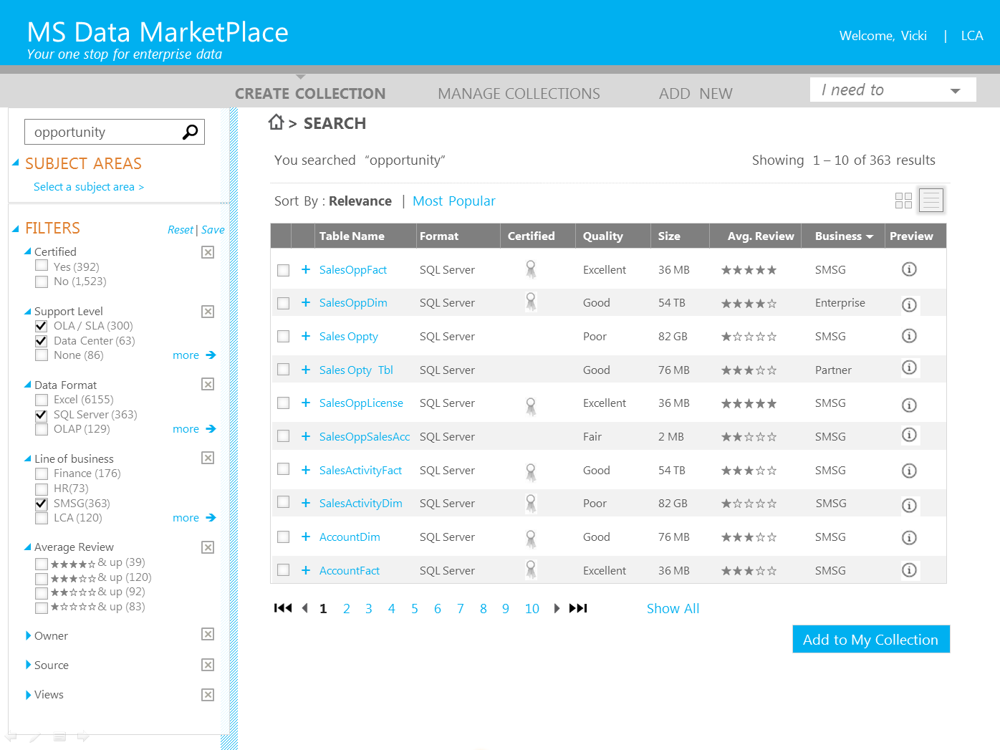 MS Data MarketPlace
Your one stop for enterprise data
Welcome, Vicki | LCA
CREATE COLLECTION MANAGE COLLECTIONS ADD NEW I need to
opportunity
SUBJECT AREAS
Select a subject area >
FILTERS Reset | Save
Certified
Yes (392)
No (1,523)
Support Level
OLA / SLA (300)
Data Center (63)
None (86) more
Data Format
Excel (6155)
SQL Server (363)
OLAP (129) more
Line of business
Finance (176)
HR(73)
SMSG(363)
LCA (120) more
Average Review
★★★★☆ & up (39)
★★★☆☆ & up (120)
★★☆☆☆ & up (92)
★☆☆☆☆ & up (83)
Owner
Source
Views
> SEARCH
You searched “opportunity” Showing 1 – 10 of 363 results
Sort By : Relevance | Most Popular
Table Name Format Certified Quality Size Avg. Review Business Preview
+ SalesOppFact SQL Server Excellent 36 MB ★★★★★ SMSG i
+ SalesOppDim SQL Server Good 54 TB ★★★★☆ Enterprise i
+ Sales Oppty SQL Server Poor 82 GB ★☆☆☆☆ SMSG i
+ Sales Opty Tbl SQL Server Good 76 MB ★★★☆☆ Partner i
+ SalesOppLicense SQL Server Excellent 36 MB ★★★★★ SMSG i
+ SalesOppSalesAcc SQL Server Fair 2 MB ★★☆☆☆ SMSG i
+ SalesActivityFact SQL Server Good 54 TB ★★★☆☆ SMSG i
+ SalesActivityDim SQL Server Poor 82 GB ★☆☆☆☆ SMSG i
+ AccountDim SQL Server Good 76 MB ★★★☆☆ SMSG i
+ AccountFact SQL Server Excellent 36 MB ★★★☆☆ SMSG i
1 2 3 4 5 6 7 8 9 10 Show All
Add to My Collection